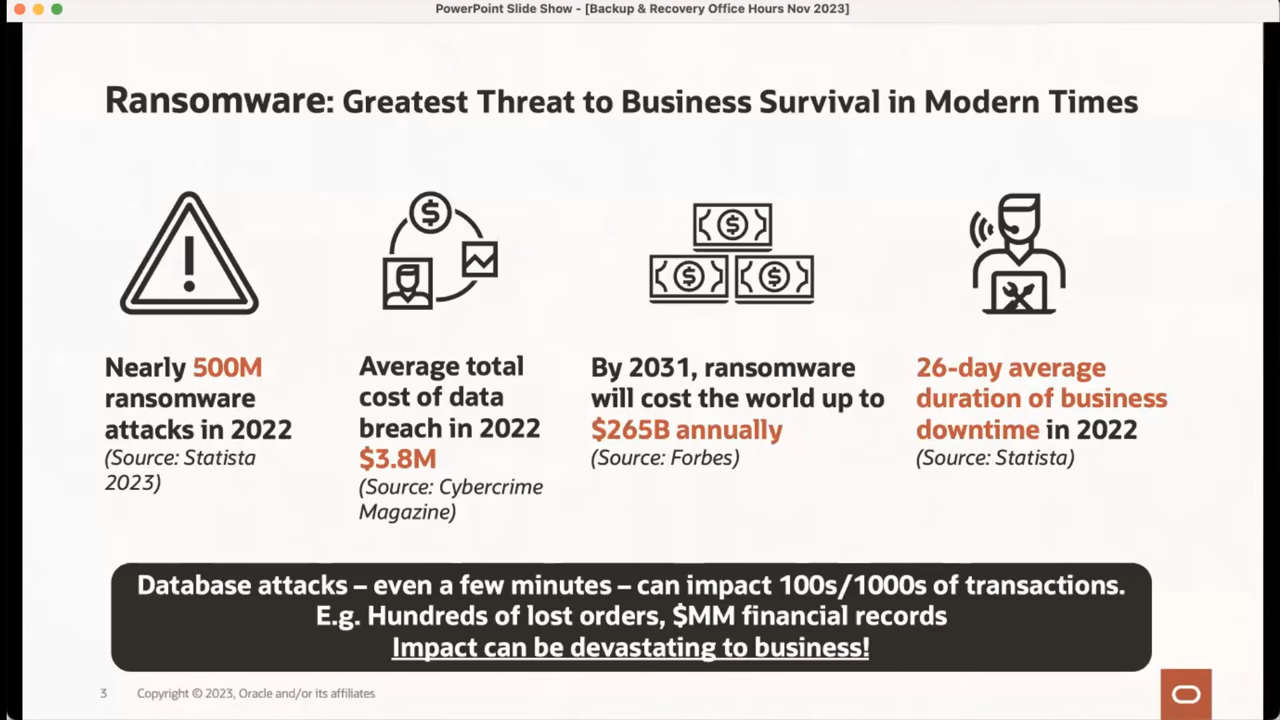 PowerPoint Slide Show - [Backup & Recovery Office Hours Nov 2023]
Ransomware: Greatest Threat to Business Survival in Modern Times
Nearly 500M
ransomware
attacks in 2022
(Source: Statista
2023)
Average total
cost of data
breach in 2022
$3.8M
(Source: Cybercrime
Magazine)
By 2031, ransomware
will cost the world up to
$265B annually
(Source: Forbes)
26-day average
duration of business
downtime in 2022
(Source: Statista)
Database attacks – even a few minutes – can impact 100s/1000s of transactions.
E.g. Hundreds of lost orders, $MM financial records
Impact can be devastating to business!
3 Copyright © 2023, Oracle and/or its affiliates